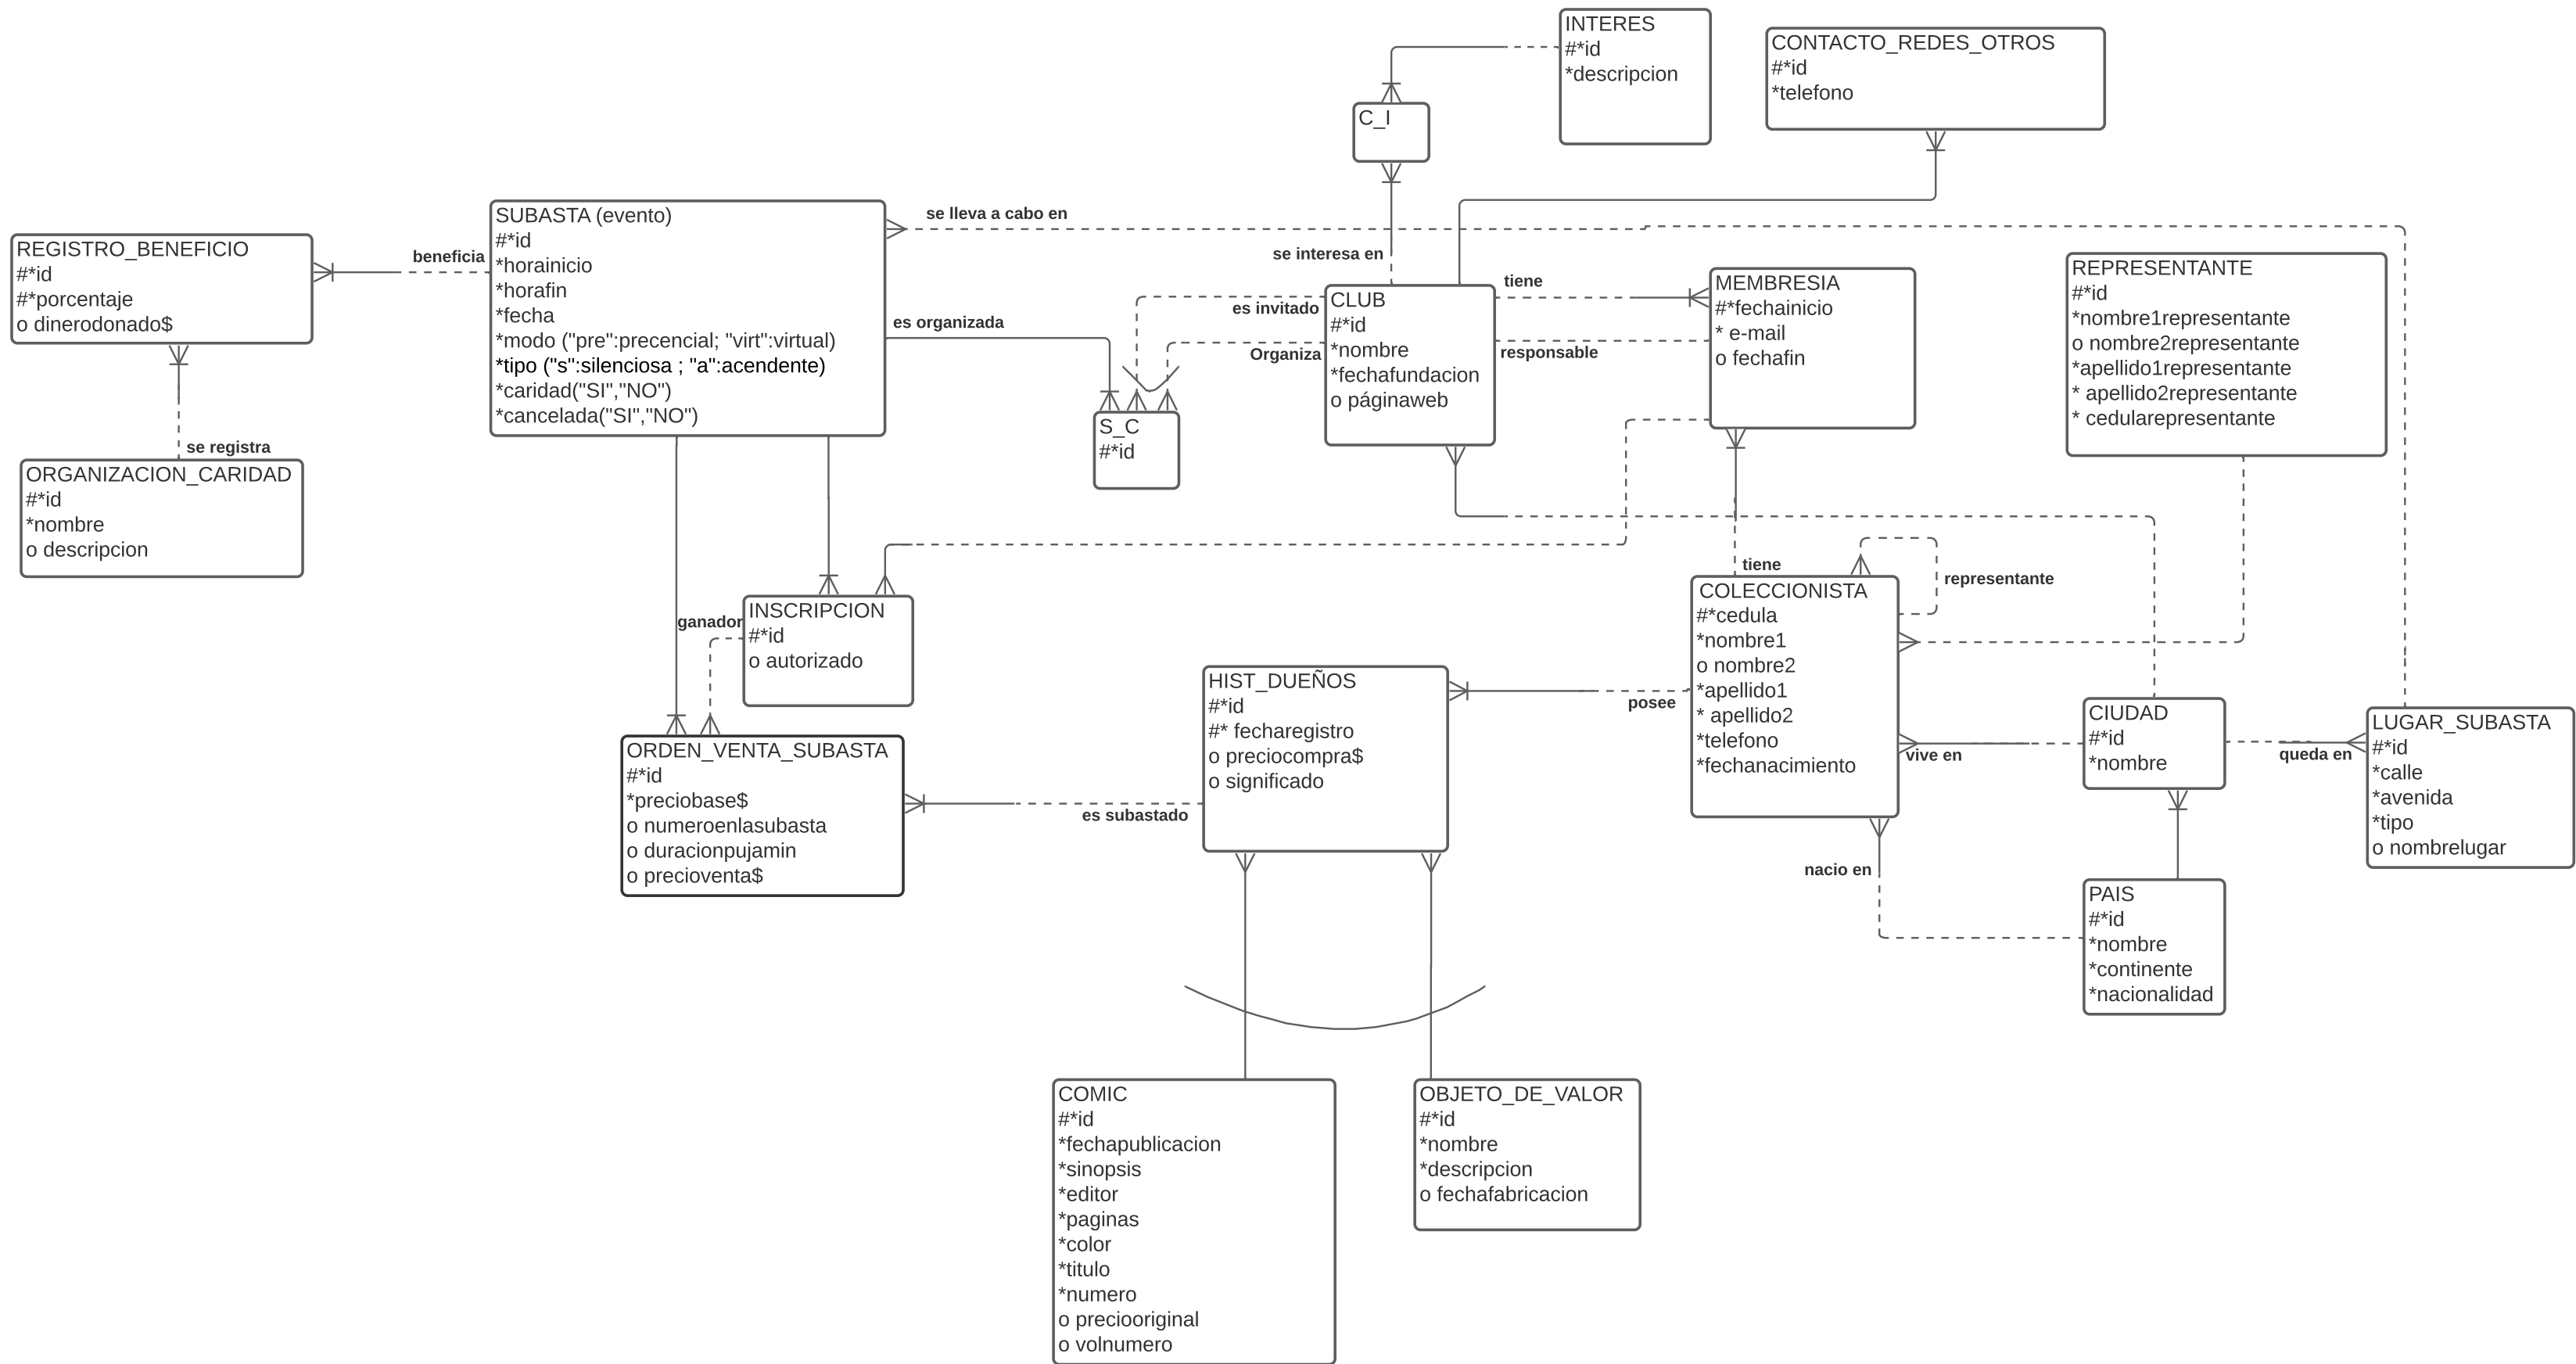 INTERES
#*id
*descripcion
CONTACTO_REDES_OTROS
#*id
*telefono
C_I
SUBASTA (evento)
#*id
*horainicio
*horafin
*fecha
*modo ("pre":precencial; "virt":virtual)
*tipo ("s":silenciosa ; "a":acendente)
*caridad("SI","NO")
*cancelada("SI","NO")
se lleva a cabo en
REGISTRO_BENEFICIO
#*id
#*porcentaje
o dinerodonado$
beneficia
se interesa en
REPRESENTANTE
#*id
*nombre1representante
o nombre2representante
*apellido1representante
* apellido2representante
* cedularepresentante
tiene
MEMBRESIA
#*fechainicio
* e-mail
o fechafin
CLUB
#*id
*nombre
*fechafundacion
o páginaweb
es invitado
es organizada
Organiza
responsable
S_C
#*id
se registra
ORGANIZACION_CARIDAD
#*id
*nombre
o descripcion
tiene
representante
COLECCIONISTA
#*cedula
*nombre1
o nombre2
*apellido1
* apellido2
*telefono
*fechanacimiento
INSCRIPCION
#*id
o autorizado
ganador
HIST_DUEÑOS
#*id
#* fecharegistro
o preciocompra$
o significado
posee
CIUDAD
#*id
*nombre
LUGAR_SUBASTA
#*id
*calle
*avenida
*tipo
o nombrelugar
vive en
queda en
ORDEN_VENTA_SUBASTA
#*id
*preciobase$
o numeroenlasubasta
o duracionpujamin
o precioventa$
es subastado
nacio en
PAIS
#*id
*nombre
*continente
*nacionalidad
COMIC
#*id
*fechapublicacion
*sinopsis
*editor
*paginas
*color
*titulo
*numero
o preciooriginal
o volnumero
OBJETO_DE_VALOR
#*id
*nombre
*descripcion
o fechafabricacion